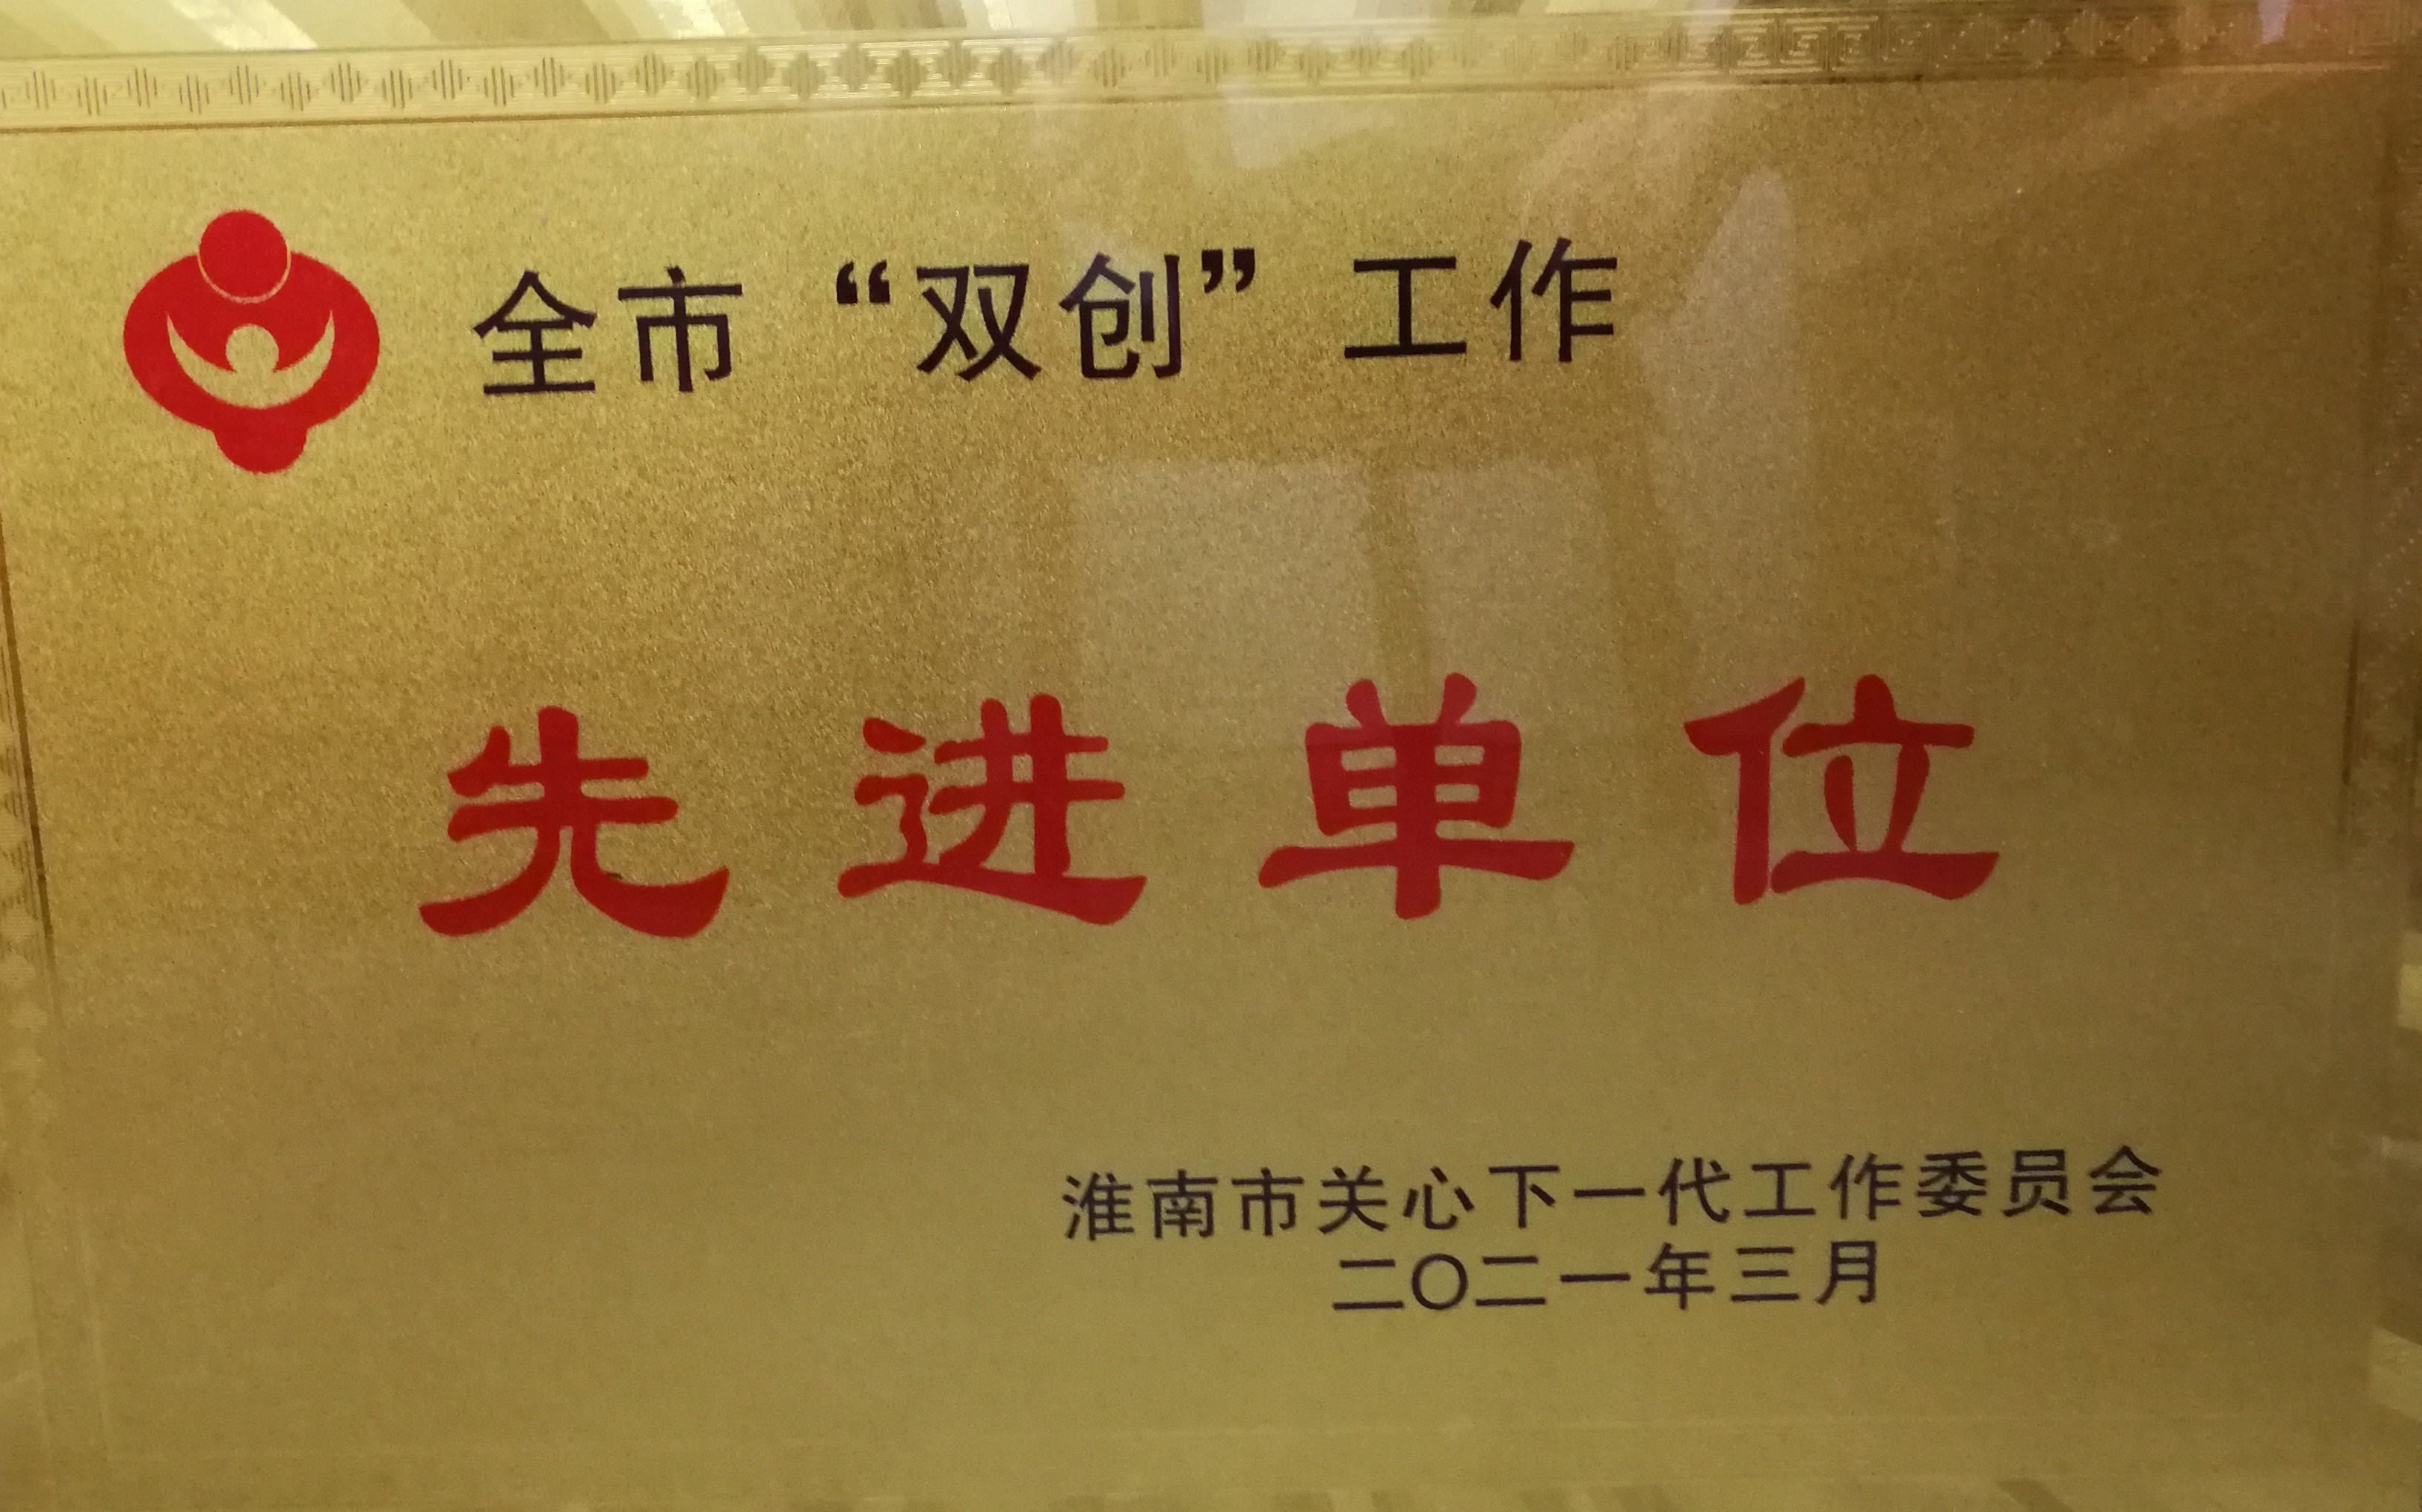 全市“双创”工作
先进单位
淮南市关心下一代工作委员会
二〇二一年三月